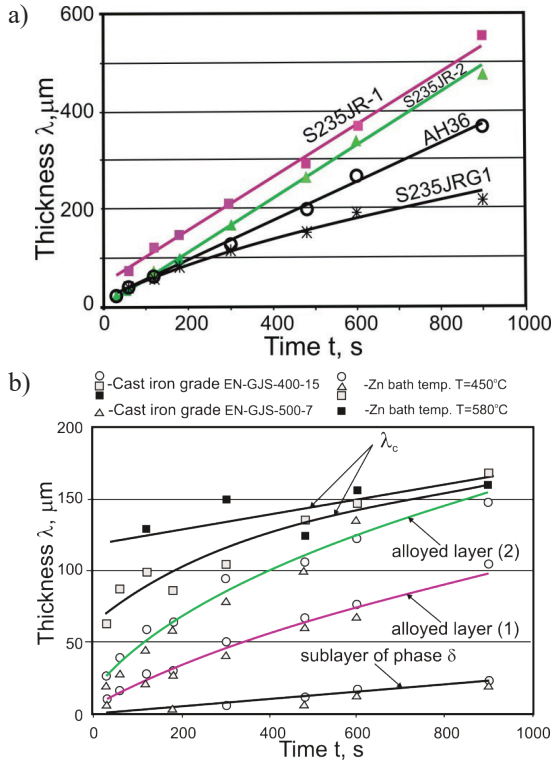 a)
Thickness λ,μm
600
400
200
0
S235JR-1
S235JR-2
AH36
S235JRG1
0 200 400 600 800 1000
Time t, s
b)
-Cast iron grade EN-GJS-400-15
-Zn bath temp. T=450°C
-Cast iron grade EN-GJS-500-7
-Zn bath temp. T=580°C
Thickness λ, μm
200
150
100
50
0
λc
alloyed layer (2)
alloyed layer (1)
sublayer of phase δ
0 200 400 600 800 1000
Time t, s